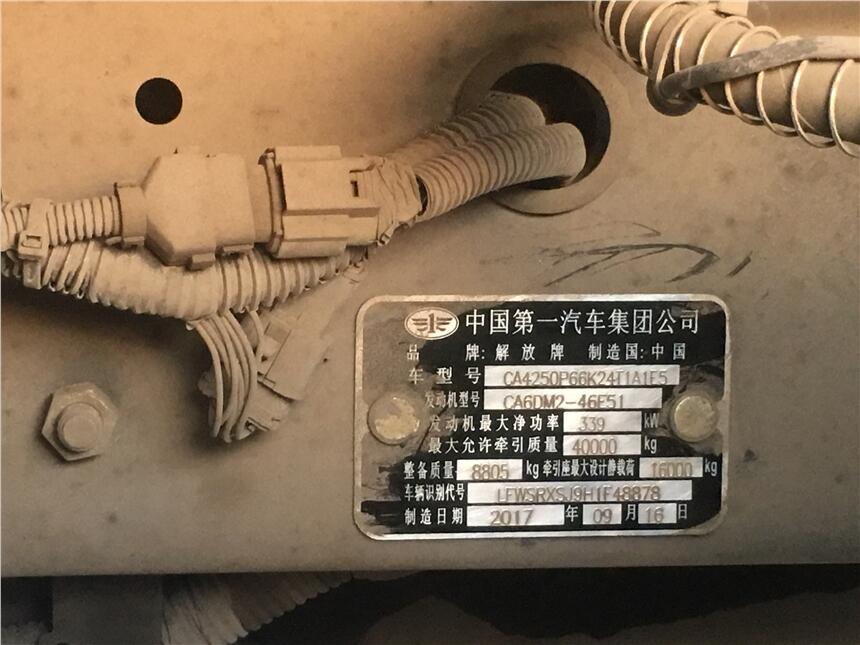 中国第一汽车集团公司
品 牌: 解 放 牌 制 造 国: 中 国
车 型 号 CA4250P66K24T1A1E5
发动机型号 CA6DM2-46E51
发 动 机 最 大 净 功 率 339 kW
最 大 允 许 牵 引 质 量 40000 kg
整 备 质 量 8805 kg 牵引座最大设计静载荷 16000 kg
车辆识别代号 LFWSRXSJ9H1F48878
制 造 日 期 2017 年 09 月 16 日